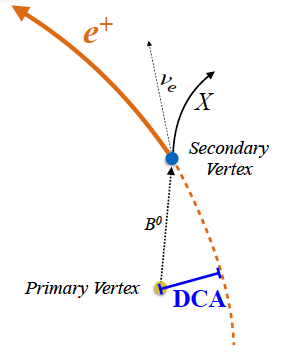 e⁺
νₑ
X
Secondary
Vertex
B⁰
Primary Vertex
DCA